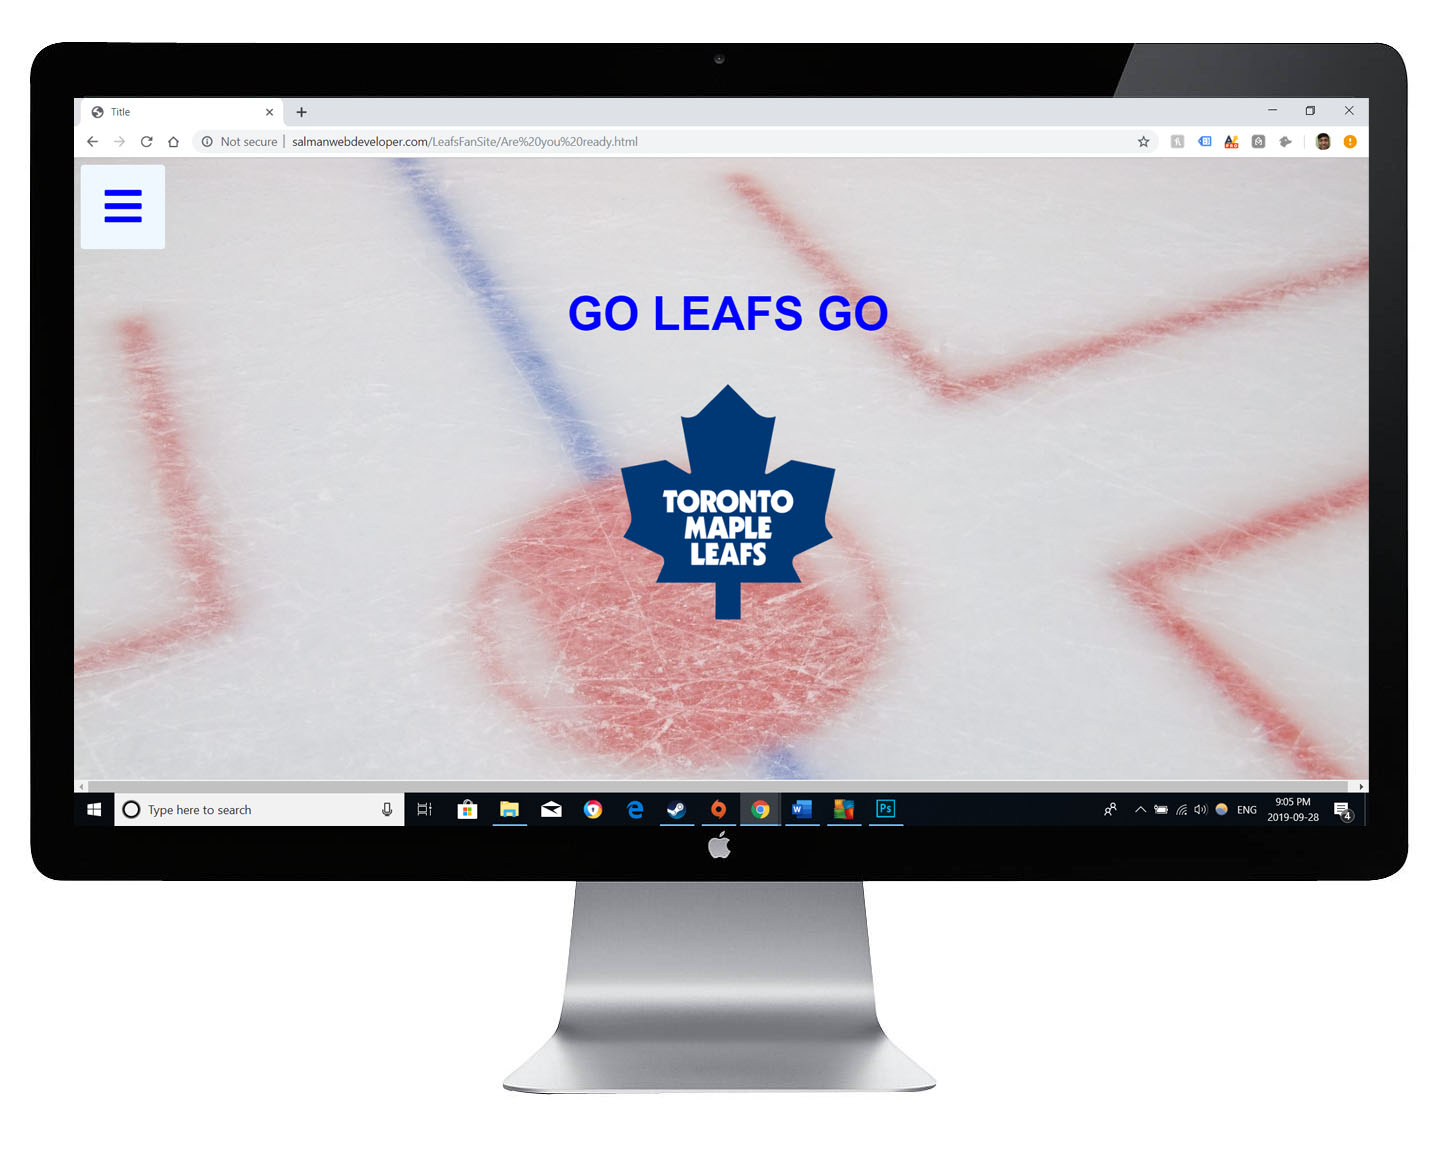 Title
Not secure | salmanwebdeveloper.com/LeafsFanSite/Are%20you%20ready.html
GO LEAFS GO
TORONTO
MAPLE
LEAFS
Type here to search
W
Ps
ENG
9:05 PM
2019-09-28
4